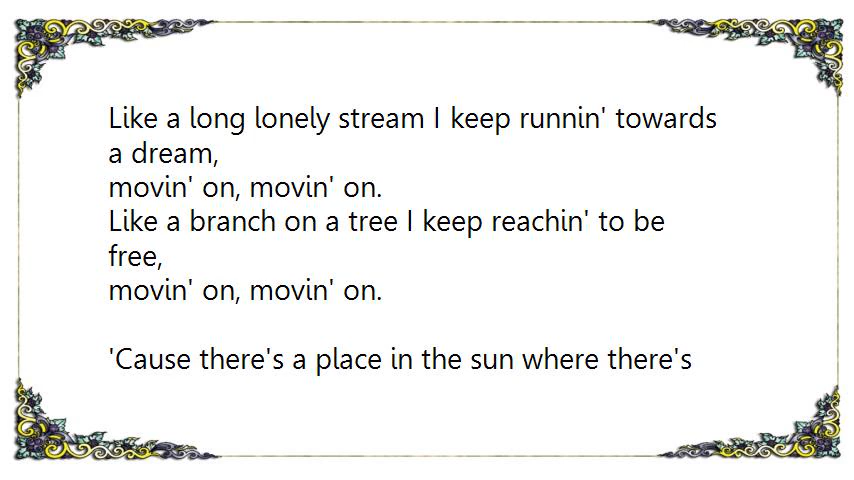 Like a long lonely stream I keep runnin' towards
a dream,
movin' on, movin' on.
Like a branch on a tree I keep reachin' to be
free,
movin' on, movin' on.
'Cause there's a place in the sun where there's